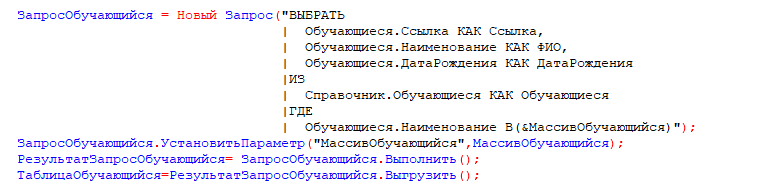 ЗапросОбучающийся = Новый Запрос("ВЫБРАТЬ
|  Обучающиеся.Ссылка КАК Ссылка,
|  Обучающиеся.Наименование КАК ФИО,
|  Обучающиеся.ДатаРождения КАК ДатаРождения
|ИЗ
|  Справочник.Обучающиеся КАК Обучающиеся
|ГДЕ
|  Обучающиеся.Наименование В(&МассивОбучающийся)");
ЗапросОбучающийся.УстановитьПараметр("МассивОбучающийся",МассивОбучающийся);
РезультатЗапросОбучающийся= ЗапросОбучающийся.Выполнить();
ТаблицаОбучающийся=РезультатЗапросОбучающийся.Выгрузить();